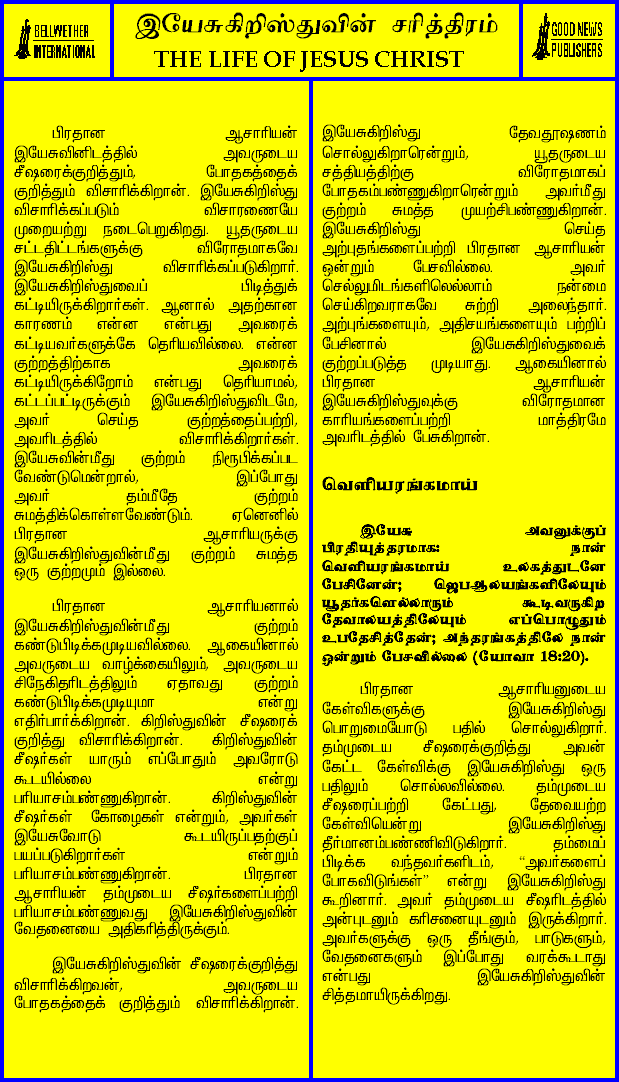 BELLWETHER
INTERNATIONAL
இயேசுகிறிஸ்துவின் சரித்திரம்
THE LIFE OF JESUS CHRIST
GOOD NEWS
PUBLISHERS
பிரதான ஆசாரியன்
இயேசுவினிடத்தில் அவருடைய
சீஷரைக்குறித்தும், போதகத்தைக்
குறித்தும் விசாரிக்கிறான். இயேசுகிறிஸ்து
விசாரிக்கப்படும் விசாரணையே
முறையற்று நடைபெறுகிறது. யூதருடைய
சட்டதிட்டங்களுக்கு விரோதமாகவே
இயேசுகிறிஸ்து விசாரிக்கப்படுகிறார்.
இயேசுகிறிஸ்துவைப் பிடித்துக்
கட்டியிருக்கிறார்கள். ஆனால் அதற்கான
காரணம் என்ன என்பது அவரைக்
கட்டியவர்களுக்கே தெரியவில்லை. என்ன
குற்றத்திற்காக அவரைக்
கட்டியிருக்கிறோம் என்பது தெரியாமல்,
கட்டப்பட்டிருக்கும் இயேசுகிறிஸ்துவிடமே,
அவர் செய்த குற்றத்தைப்பற்றி,
அவரிடத்தில் விசாரிக்கிறார்கள்.
இயேசுவின்மீது குற்றம் நிரூபிக்கப்பட
வேண்டுமென்றால், இப்போது
அவர் தம்மீதே குற்றம்
சுமத்திக்கொள்ளவேண்டும். ஏனெனில்
பிரதான ஆசாரியருக்கு
இயேசுகிறிஸ்துவின்மீது குற்றம் சுமத்த
ஒரு குற்றமும் இல்லை.
பிரதான ஆசாரியனால்
இயேசுகிறிஸ்துவின்மீது குற்றம்
கண்டுபிடிக்கமுடியவில்லை. ஆகையினால்
அவருடைய வாழ்க்கையிலும், அவருடைய
சிநேகிதரிடத்திலும் ஏதாவது குற்றம்
கண்டுபிடிக்கமுடியுமா என்று
எதிர்பார்க்கிறான். கிறிஸ்துவின் சீஷரைக்
குறித்து விசாரிக்கிறான். கிறிஸ்துவின்
சீஷர்கள் யாரும் எப்போதும் அவரோடு
கூடயில்லை என்று
பரியாசம்பண்ணுகிறான். கிறிஸ்துவின்
சீஷர்கள் கோழைகள் என்றும், அவர்கள்
இயேசுவோடு கூடயிருப்பதற்குப்
பயப்படுகிறார்கள் என்றும்
பரியாசம்பண்ணுகிறான். பிரதான
ஆசாரியன் தம்முடைய சீஷர்களைப்பற்றி
பரியாசம்பண்ணுவது இயேசுகிறிஸ்துவின்
வேதனையை அதிகரித்திருக்கும்.
இயேசுகிறிஸ்துவின் சீஷரைக்குறித்து
விசாரிக்கிறவன், அவருடைய
போதகத்தைக் குறித்தும் விசாரிக்கிறான்.
இயேசுகிறிஸ்து தேவதூஷணம்
சொல்லுகிறாரென்றும், யூதருடைய
சத்தியத்திற்கு விரோதமாகப்
போதகம்பண்ணுகிறாரென்றும் அவர்மீது
குற்றம் சுமத்த முயற்சிபண்ணுகிறான்.
இயேசுகிறிஸ்து செய்த
அற்புதங்களைப்பற்றி பிரதான ஆசாரியன்
ஒன்றும் பேசவில்லை. அவர்
செல்லுமிடங்களிலெல்லாம் நன்மை
செய்கிறவராகவே சுற்றி அலைந்தார்.
அற்புங்களையும், அதிசயங்களையும் பற்றிப்
பேசினால் இயேசுகிறிஸ்துவைக்
குற்றப்படுத்த முடியாது. ஆகையினால்
பிரதான ஆசாரியன்
இயேசுகிறிஸ்துவுக்கு விரோதமான
காரியங்களைப்பற்றி மாத்திரமே
அவரிடத்தில் பேசுகிறான்.
வெளியரங்கமாய்
இயேசு அவனுக்குப்
பிரதியுத்தரமாக: நான்
வெளியரங்கமாய் உலகத்துடனே
பேசினேன்; ஜெபஆலயங்களிலேயும்
யூதர்களெல்லாரும் கூடிவருகிற
தேவாலயத்திலேயும் எப்பொழுதும்
உபதேசித்தேன்; அந்தரங்கத்திலே நான்
ஒன்றும் பேசவில்லை (யோவா 18:20).
பிரதான ஆசாரியனுடைய
கேள்விகளுக்கு இயேசுகிறிஸ்து
பொறுமையோடு பதில் சொல்லுகிறார்.
தம்முடைய சீஷரைக்குறித்து அவன்
கேட்ட கேள்விக்கு இயேசுகிறிஸ்து ஒரு
பதிலும் சொல்லவில்லை. தம்முடைய
சீஷரைப்பற்றி கேட்பது, தேவையற்ற
கேள்வியென்று இயேசுகிறிஸ்து
தீர்மானம்பண்ணிவிடுகிறார். தம்மைப்
பிடிக்க வந்தவர்களிடம், “அவர்களைப்
போகவிடுங்கள்” என்று இயேசுகிறிஸ்து
கூறினார். அவர் தம்முடைய சீஷரிடத்தில்
அன்புடனும் கரிசனையுடனும் இருக்கிறார்.
அவர்களுக்கு ஒரு தீங்கும், பாடுகளும்,
வேதனைகளும் இப்போது வரக்கூடாது
என்பது இயேசுகிறிஸ்துவின்
சித்தமாயிருக்கிறது.